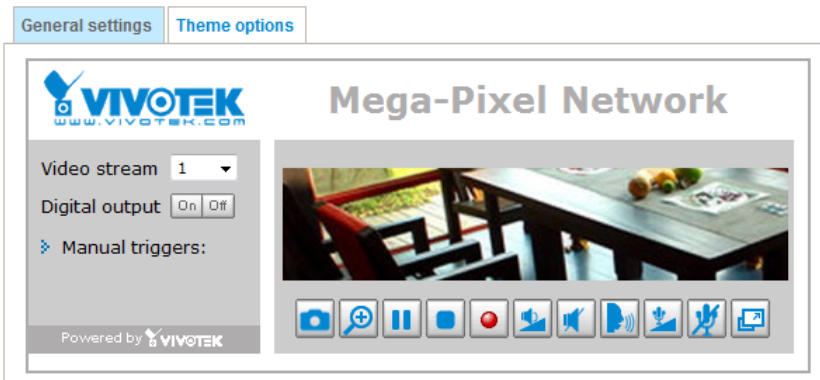 General settings Theme options
VIVOTEK Mega-Pixel Network
www.vivotek.com
Video stream 1
Digital output On Off
Manual triggers:
Powered by VIVOTEK